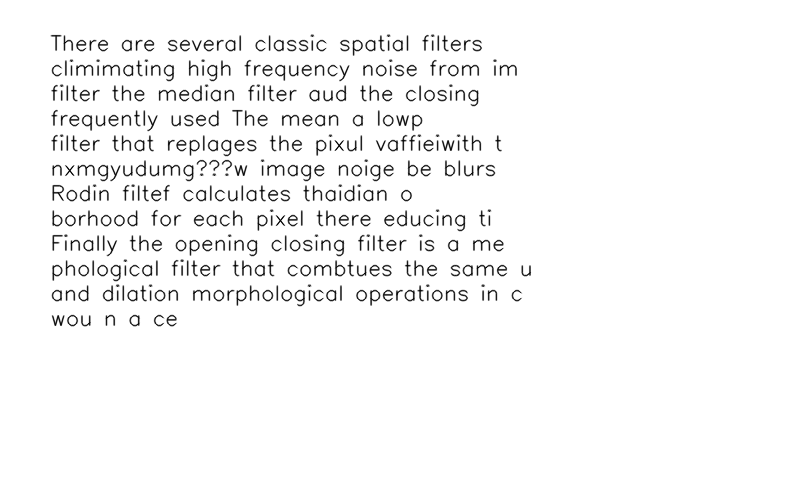 There are several classic spatial filters
climimating high frequency noise from im
filter the median filter aud the closing
frequently used The mean a lowp
filter that replages the pixul vaffieiwith t
nxmgyudumg???w image noige be blurs
Rodin filtef calculates thaidian o
borhood for each pixel there educing ti
Finally the opening closing filter is a me
phological filter that combtues the same u
and dilation morphological operations in c
wou n a ce